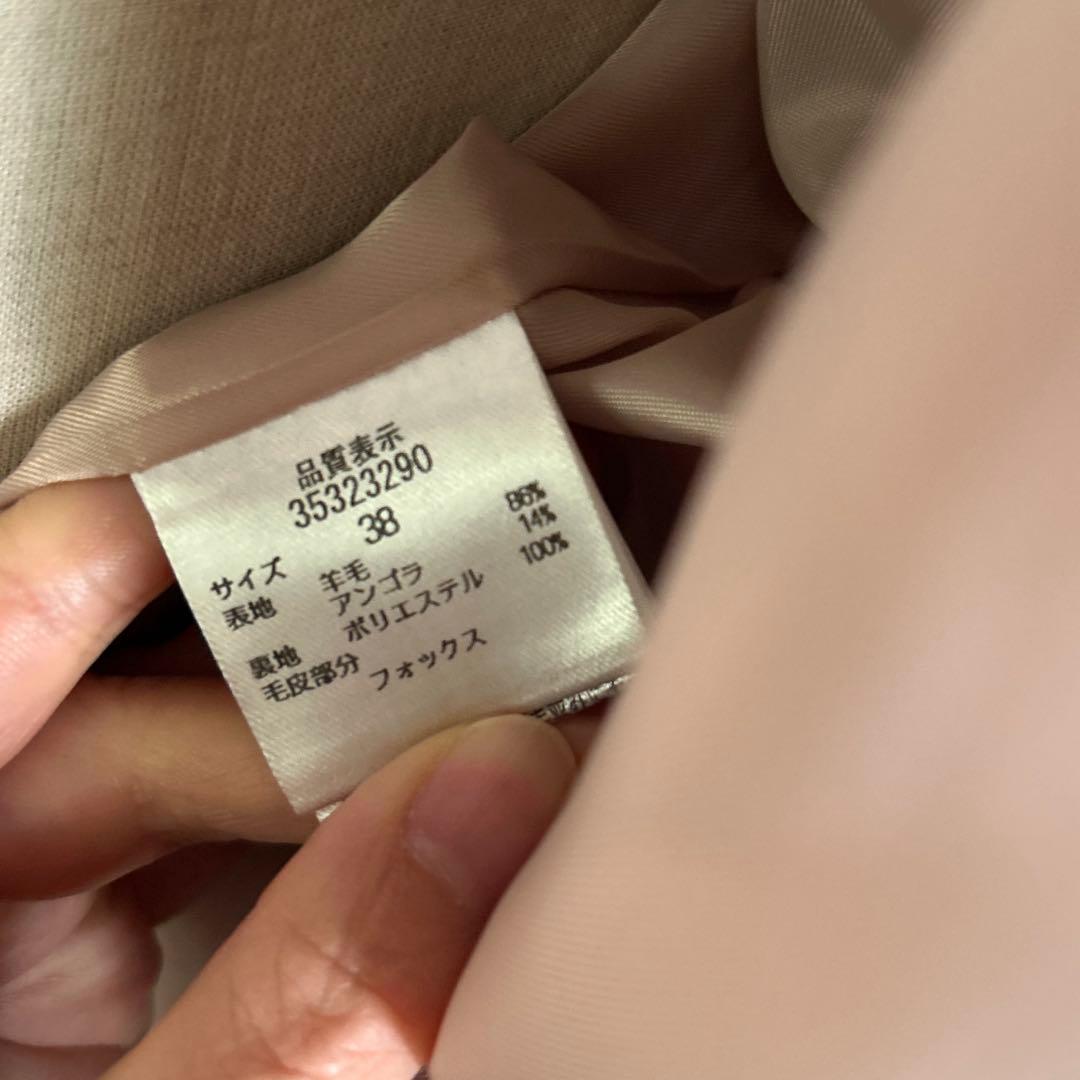 品質表示
35323290
サイズ 38
表地 羊毛 86%
アンゴラ 14%
裏地 ポリエステル 100%
毛皮部分 フォックス